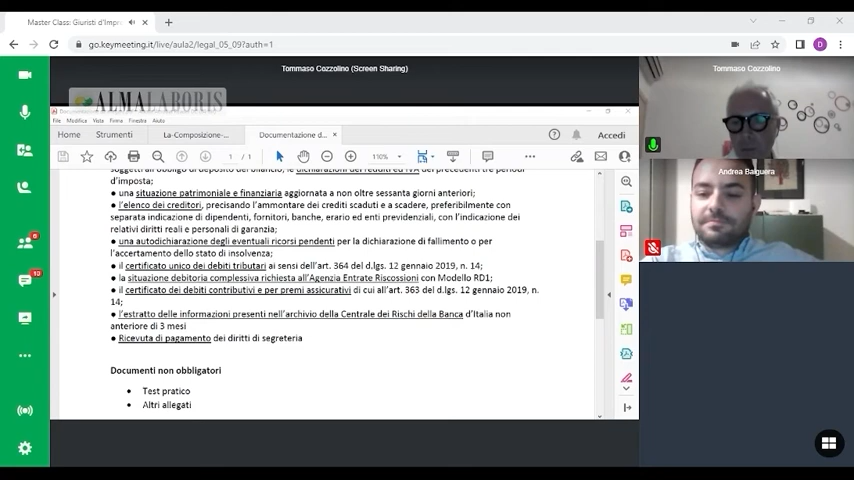 Master Class: Giuristi d'Impr
go.keymeeting.it/live/aula2/legal_05_09?auth=1
D
Tommaso Cozzolino (Screen Sharing)
Tommaso Cozzolino
ALMALABORIS
File Modifica Vista Firma Finestra Aiuto
Home Strumenti La-Composizione-... Documentazione d... × Accedi
1 / 1 110%
soggetti all'obbligo di deposito del bilancio, le dichiarazioni dei redditi ed IVA dei precedenti tre periodi
d'imposta;
● una situazione patrimoniale e finanziaria aggiornata a non oltre sessanta giorni anteriori;
● l'elenco dei creditori, precisando l'ammontare dei crediti scaduti e a scadere, preferibilmente con
separata indicazione di dipendenti, fornitori, banche, erario ed enti previdenziali, con l'indicazione dei
relativi diritti reali e personali di garanzia;
● una autodichiarazione degli eventuali ricorsi pendenti per la dichiarazione di fallimento o per
l'accertamento dello stato di insolvenza;
● il certificato unico dei debiti tributari ai sensi dell'art. 364 del d.lgs. 12 gennaio 2019, n. 14;
● la situazione debitoria complessiva richiesta all'Agenzia Entrate Riscossioni con Modello RD1;
● il certificato dei debiti contributivi e per premi assicurativi di cui all'art. 363 del d.lgs. 12 gennaio 2019, n.
14;
● l'estratto delle informazioni presenti nell'archivio della Centrale dei Rischi della Banca d'Italia non
anteriore di 3 mesi
● Ricevuta di pagamento dei diritti di segreteria
Documenti non obbligatori
• Test pratico
• Altri allegati
Andrea Balguera
8
10